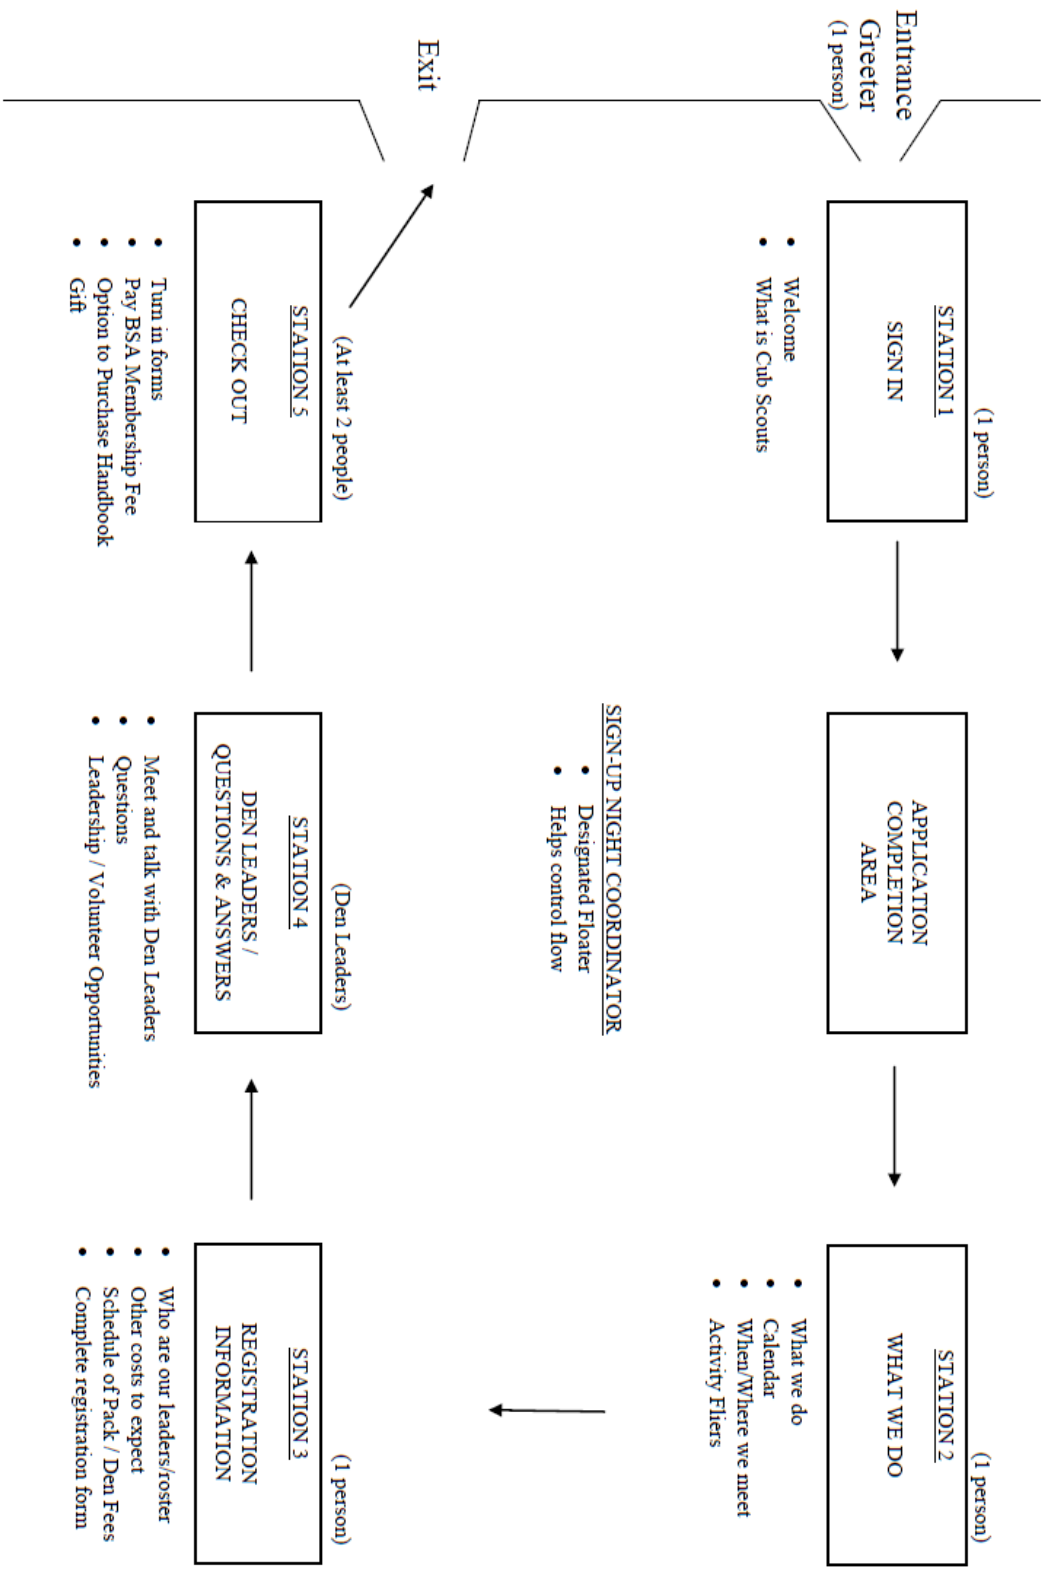 Entrance
Greeter
(1 person)
(1 person)
STATION 1
SIGN IN
• Welcome
• What is Cub Scouts
APPLICATION
COMPLETION
AREA
(1 person)
STATION 2
WHAT WE DO
• What we do
• Calendar
• When/Where we meet
• Activity Fliers
SIGN-UP NIGHT COORDINATOR
• Designated Floater
• Helps control flow
(1 person)
STATION 3
REGISTRATION
INFORMATION
• Who are our leaders/roster
• Other costs to expect
• Schedule of Pack / Den Fees
• Complete registration form
(Den Leaders)
STATION 4
DEN LEADERS /
QUESTIONS & ANSWERS
• Meet and talk with Den Leaders
• Questions
• Leadership / Volunteer Opportunities
(At least 2 people)
STATION 5
CHECK OUT
• Turn in forms
• Pay BSA Membership Fee
• Option to Purchase Handbook
• Gift
Exit